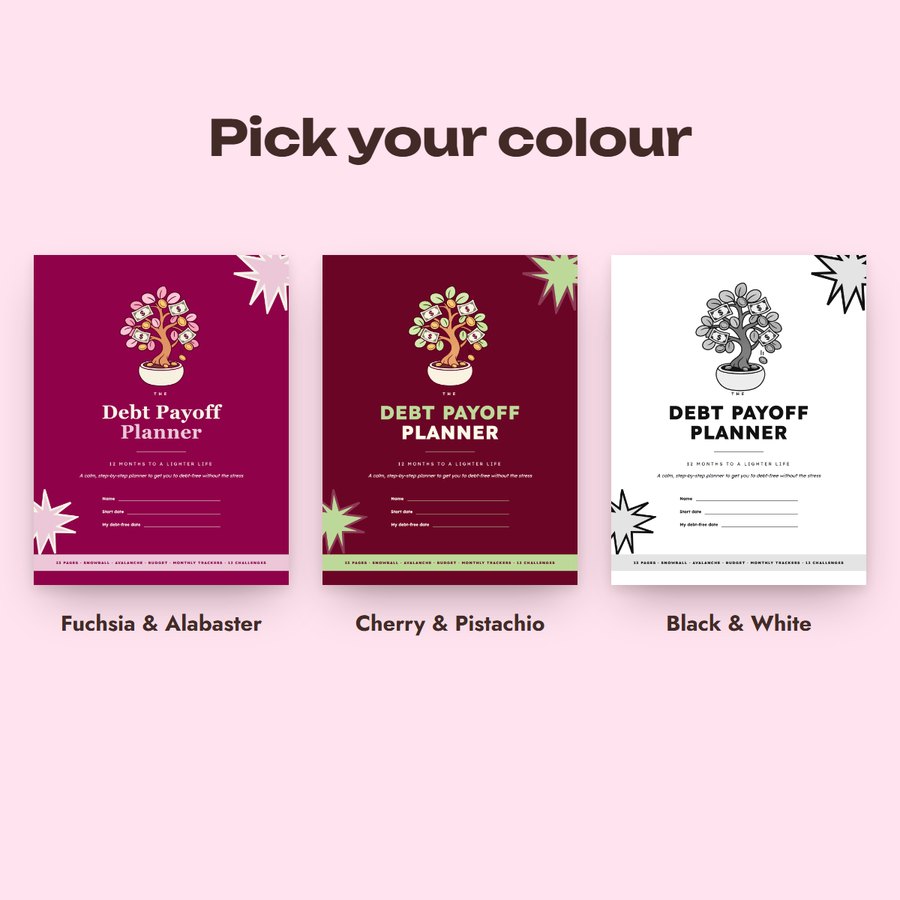 Pick your colour
THE
Debt Payoff
Planner
12 MONTHS TO A LIGHTER LIFE
A calm, step-by-step planner to get you to debt-free without the stress
Name
Start date
My debt-free date
33 PAGES · SNOWBALL · AVALANCHE · BUDGET · MONTHLY TRACKERS · 12 CHALLENGES
Fuchsia & Alabaster
THE
DEBT PAYOFF
PLANNER
12 MONTHS TO A LIGHTER LIFE
A calm, step-by-step planner to get you to debt-free without the stress
Name
Start date
My debt-free date
33 PAGES · SNOWBALL · AVALANCHE · BUDGET · MONTHLY TRACKERS · 12 CHALLENGES
Cherry & Pistachio
THE
DEBT PAYOFF
PLANNER
12 MONTHS TO A LIGHTER LIFE
A calm, step-by-step planner to get you to debt-free without the stress
Name
Start date
My debt-free date
33 PAGES · SNOWBALL · AVALANCHE · BUDGET · MONTHLY TRACKERS · 12 CHALLENGES
Black & White